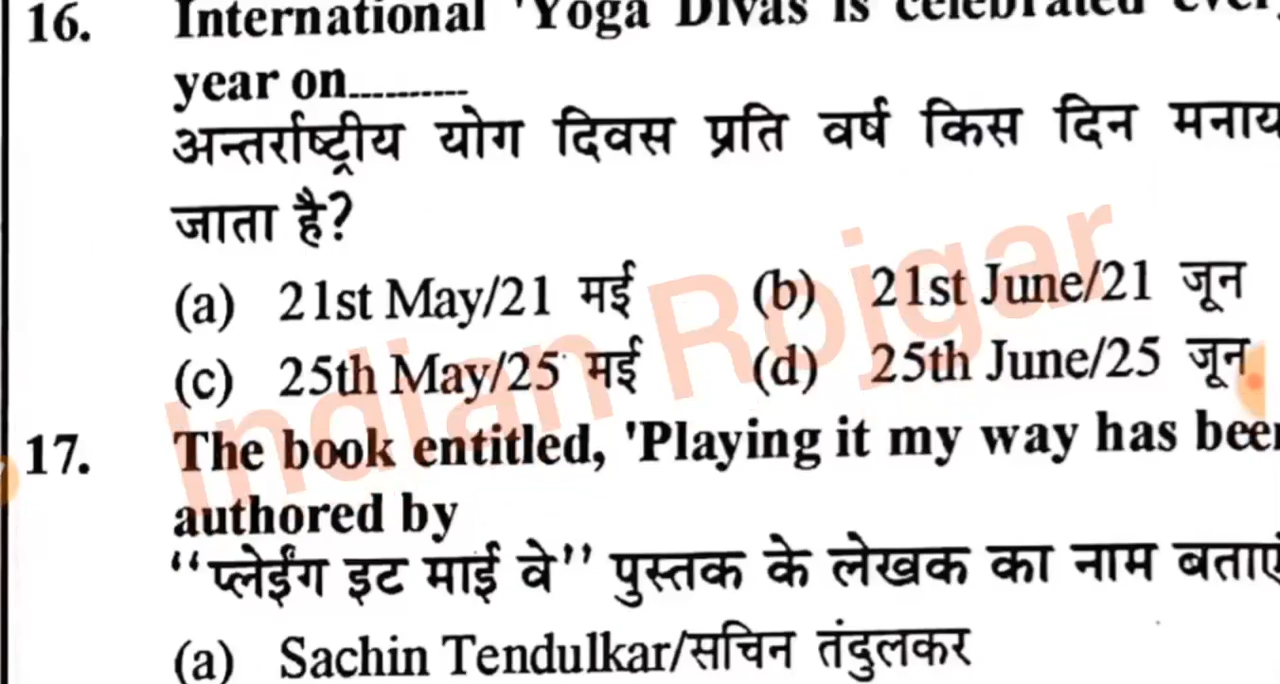 16. International 'Yoga Divas is celebrated
year on..........
अन्तर्राष्ट्रीय योग दिवस प्रति वर्ष किस दिन
जाता है?
(a) 21st May/21 मई (b) 21st June/21 जून
(c) 25th May/25 मई (d) 25th June/25 जून
Indian Rojgar
17. The book entitled, 'Playing it my way has
authored by
“प्लेईंग इट माई वे” पुस्तक के लेखक का नाम
(a) Sachin Tendulkar/सचिन तंदुलकर